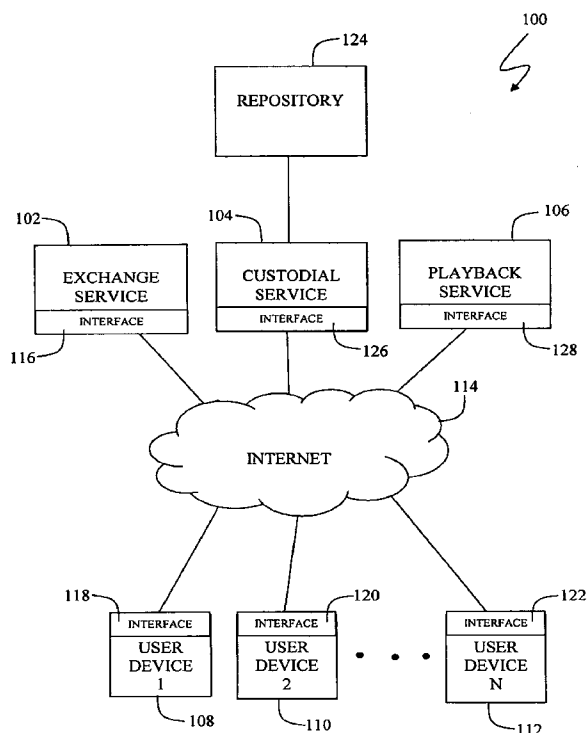 124
100
REPOSITORY
102
104
106
EXCHANGE
SERVICE
INTERFACE
CUSTODIAL
SERVICE
INTERFACE
PLAYBACK
SERVICE
INTERFACE
116
126
128
114
INTERNET
118
120
122
INTERFACE
USER
DEVICE
1
INTERFACE
USER
DEVICE
2
INTERFACE
USER
DEVICE
N
108
110
112